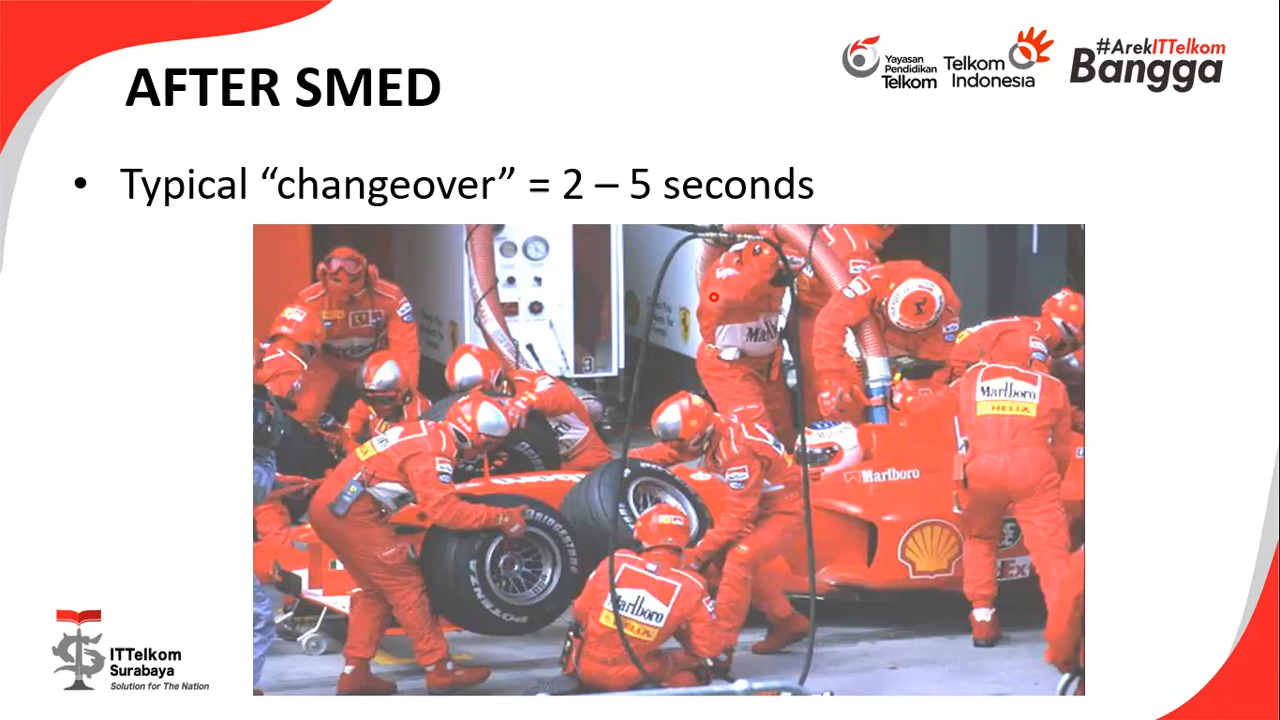 AFTER SMED
Yayasan
Pendidikan
Telkom
Telkom
Indonesia
#ArekITTelkom
Bangga
• Typical “changeover” = 2 – 5 seconds
3
Marlboro
HELIX
Marlboro
BRIDGESTONE
POTENZA
Marlboro
ITTelkom
Surabaya
Solution for The Nation